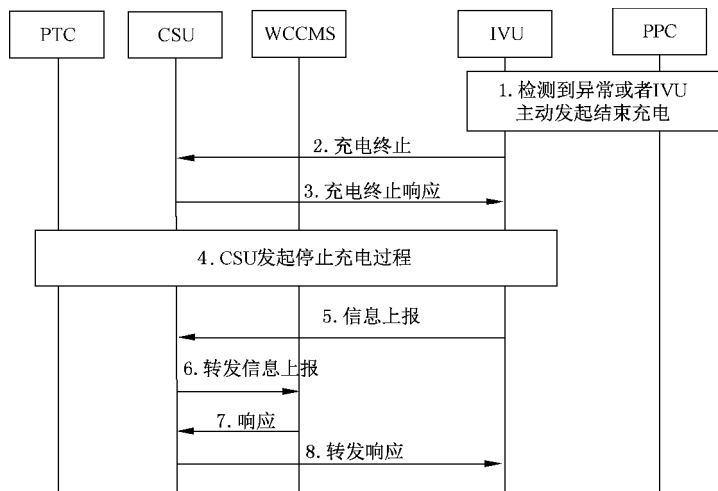 PTC
CSU
WCCMS
IVU
PPC
1.检测到异常或者IVU
主动发起结束充电
2.充电终止
3.充电终止响应
4.CSU发起停止充电过程
5.信息上报
6.转发信息上报
7.响应
8.转发响应